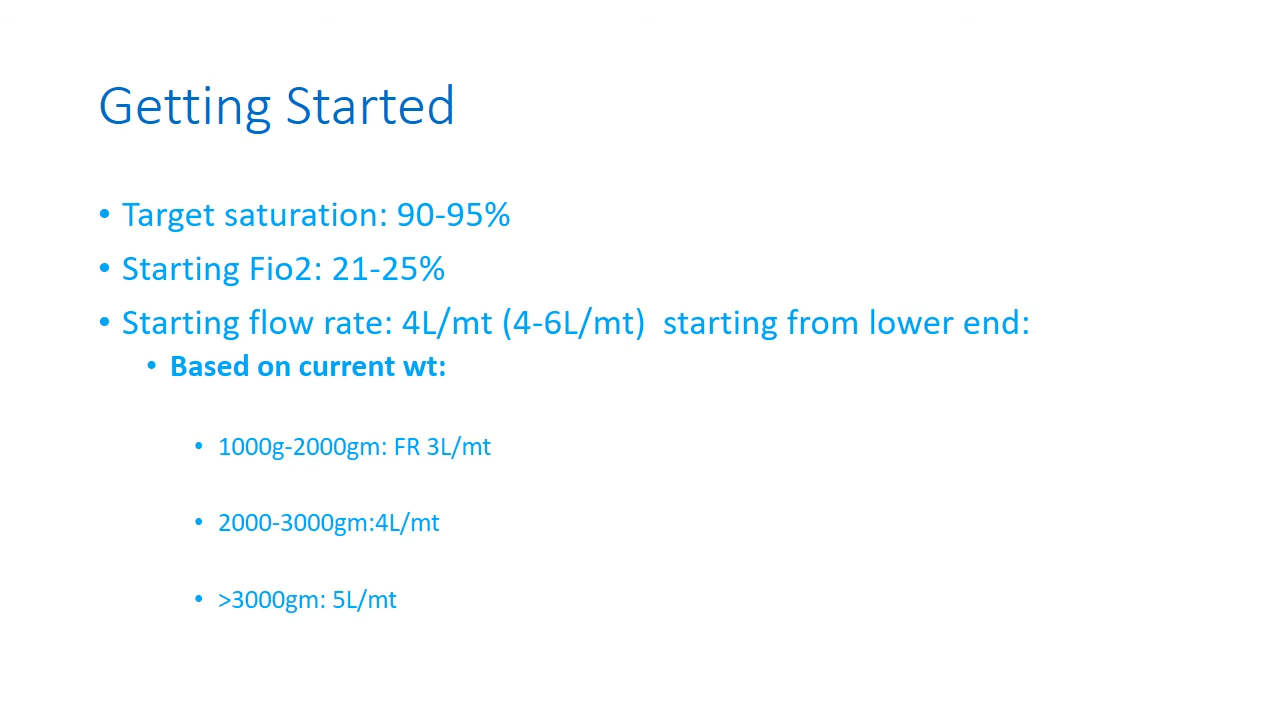 Getting Started
• Target saturation: 90-95%
• Starting Fio2: 21-25%
• Starting flow rate: 4L/mt (4-6L/mt)  starting from lower end:
• Based on current wt:
• 1000g-2000gm: FR 3L/mt
• 2000-3000gm:4L/mt
• >3000gm: 5L/mt